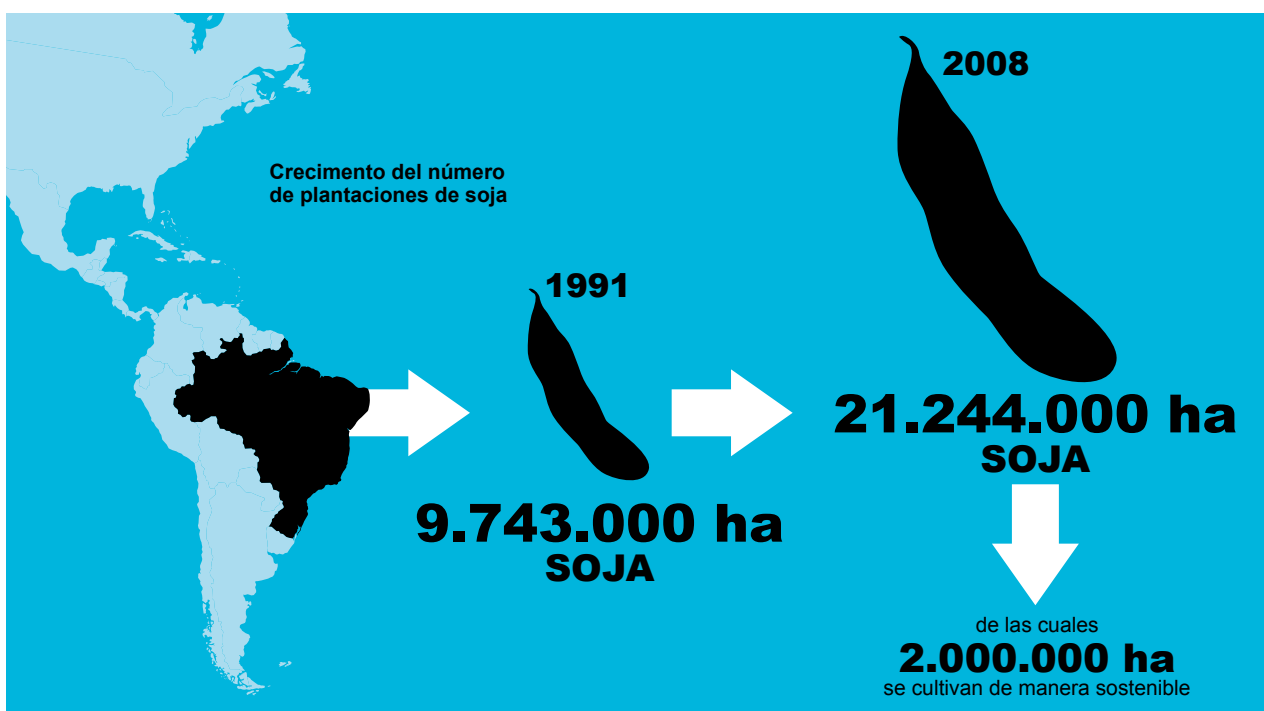 Crecimento del número
de plantaciones de soja
1991
9.743.000 ha
SOJA
2008
21.244.000 ha
SOJA
de las cuales
2.000.000 ha
se cultivan de manera sostenible